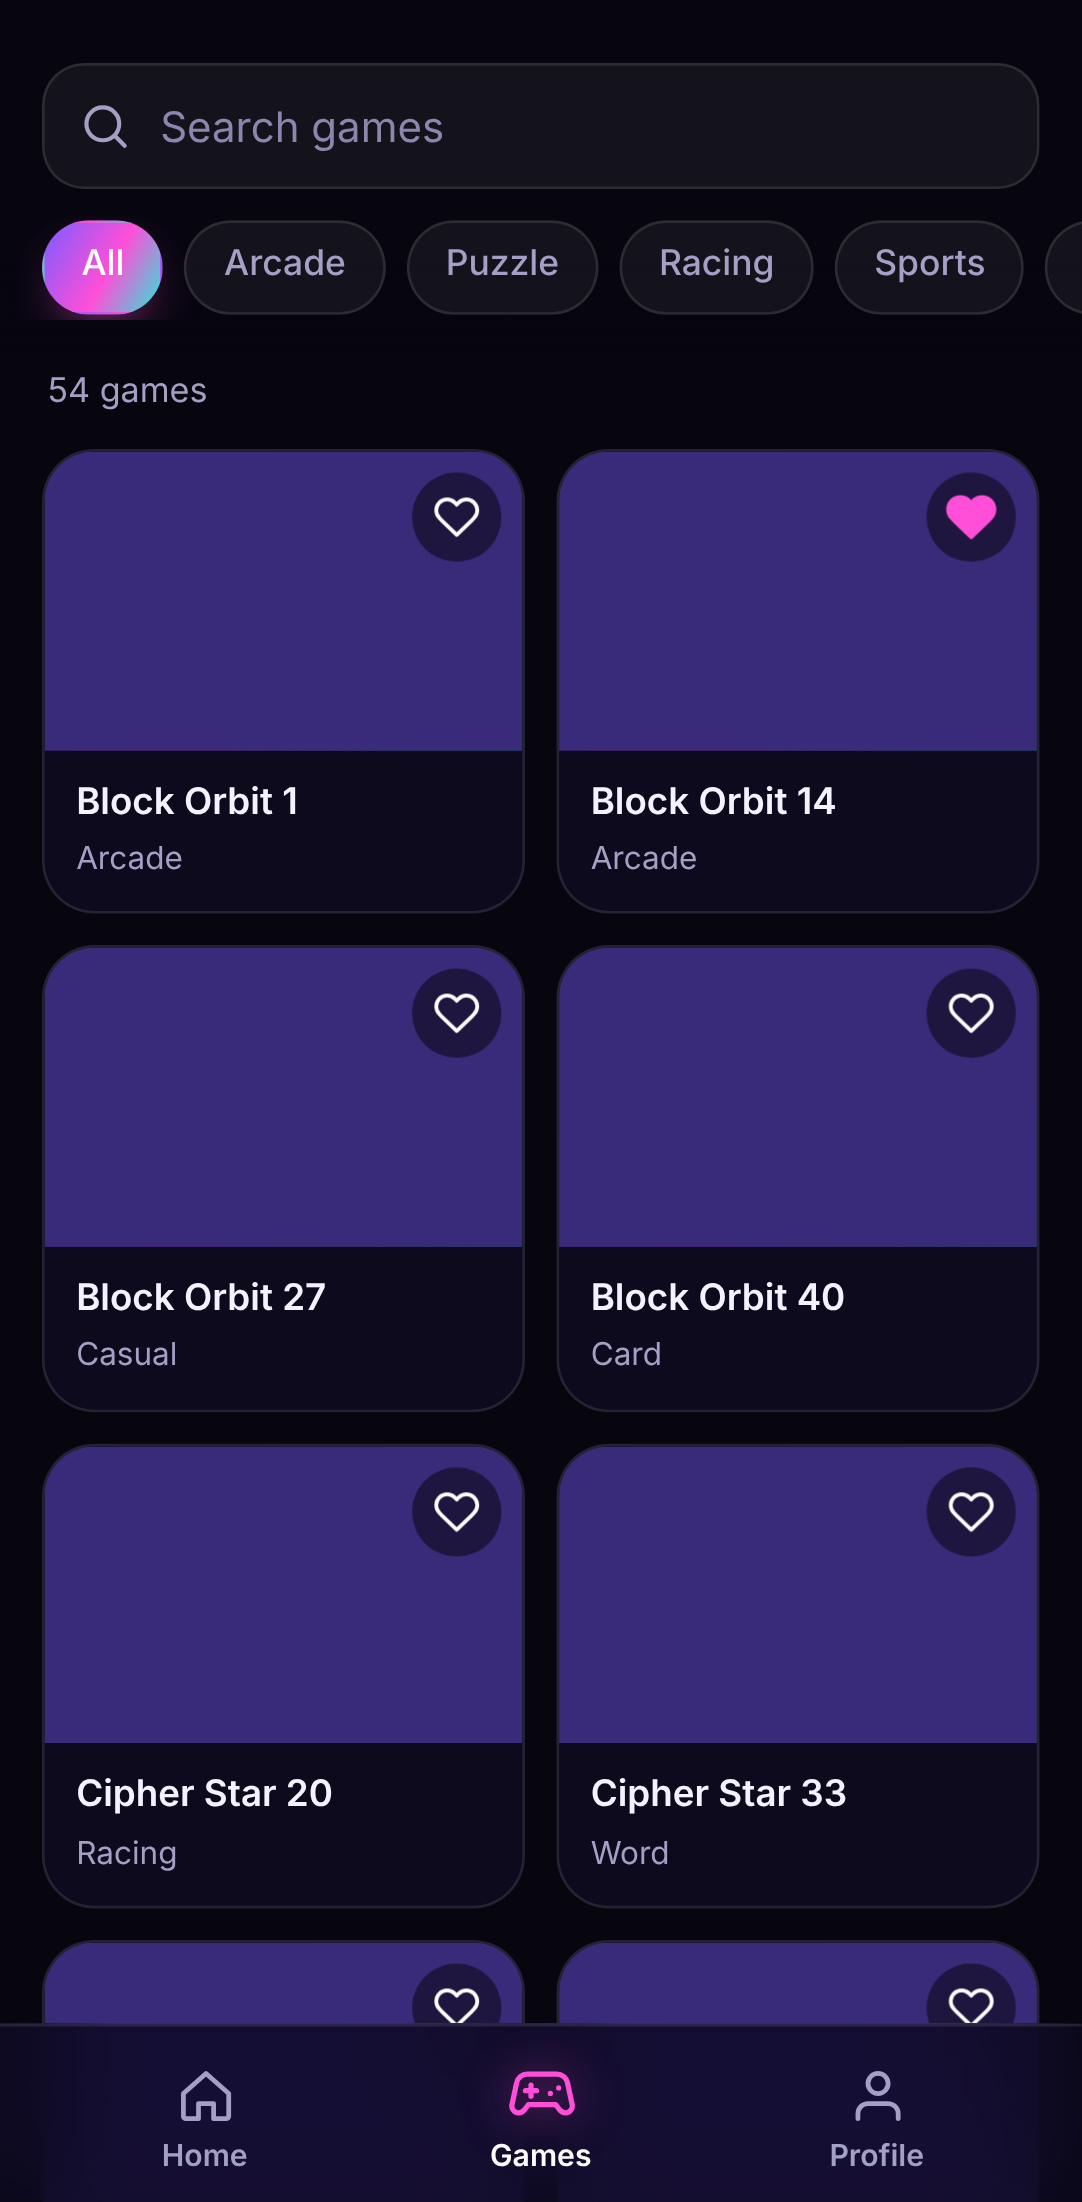 Search games
All Arcade Puzzle Racing Sports
54 games
Block Orbit 1
Arcade
Block Orbit 14
Arcade
Block Orbit 27
Casual
Block Orbit 40
Card
Cipher Star 20
Racing
Cipher Star 33
Word
Home Games Profile